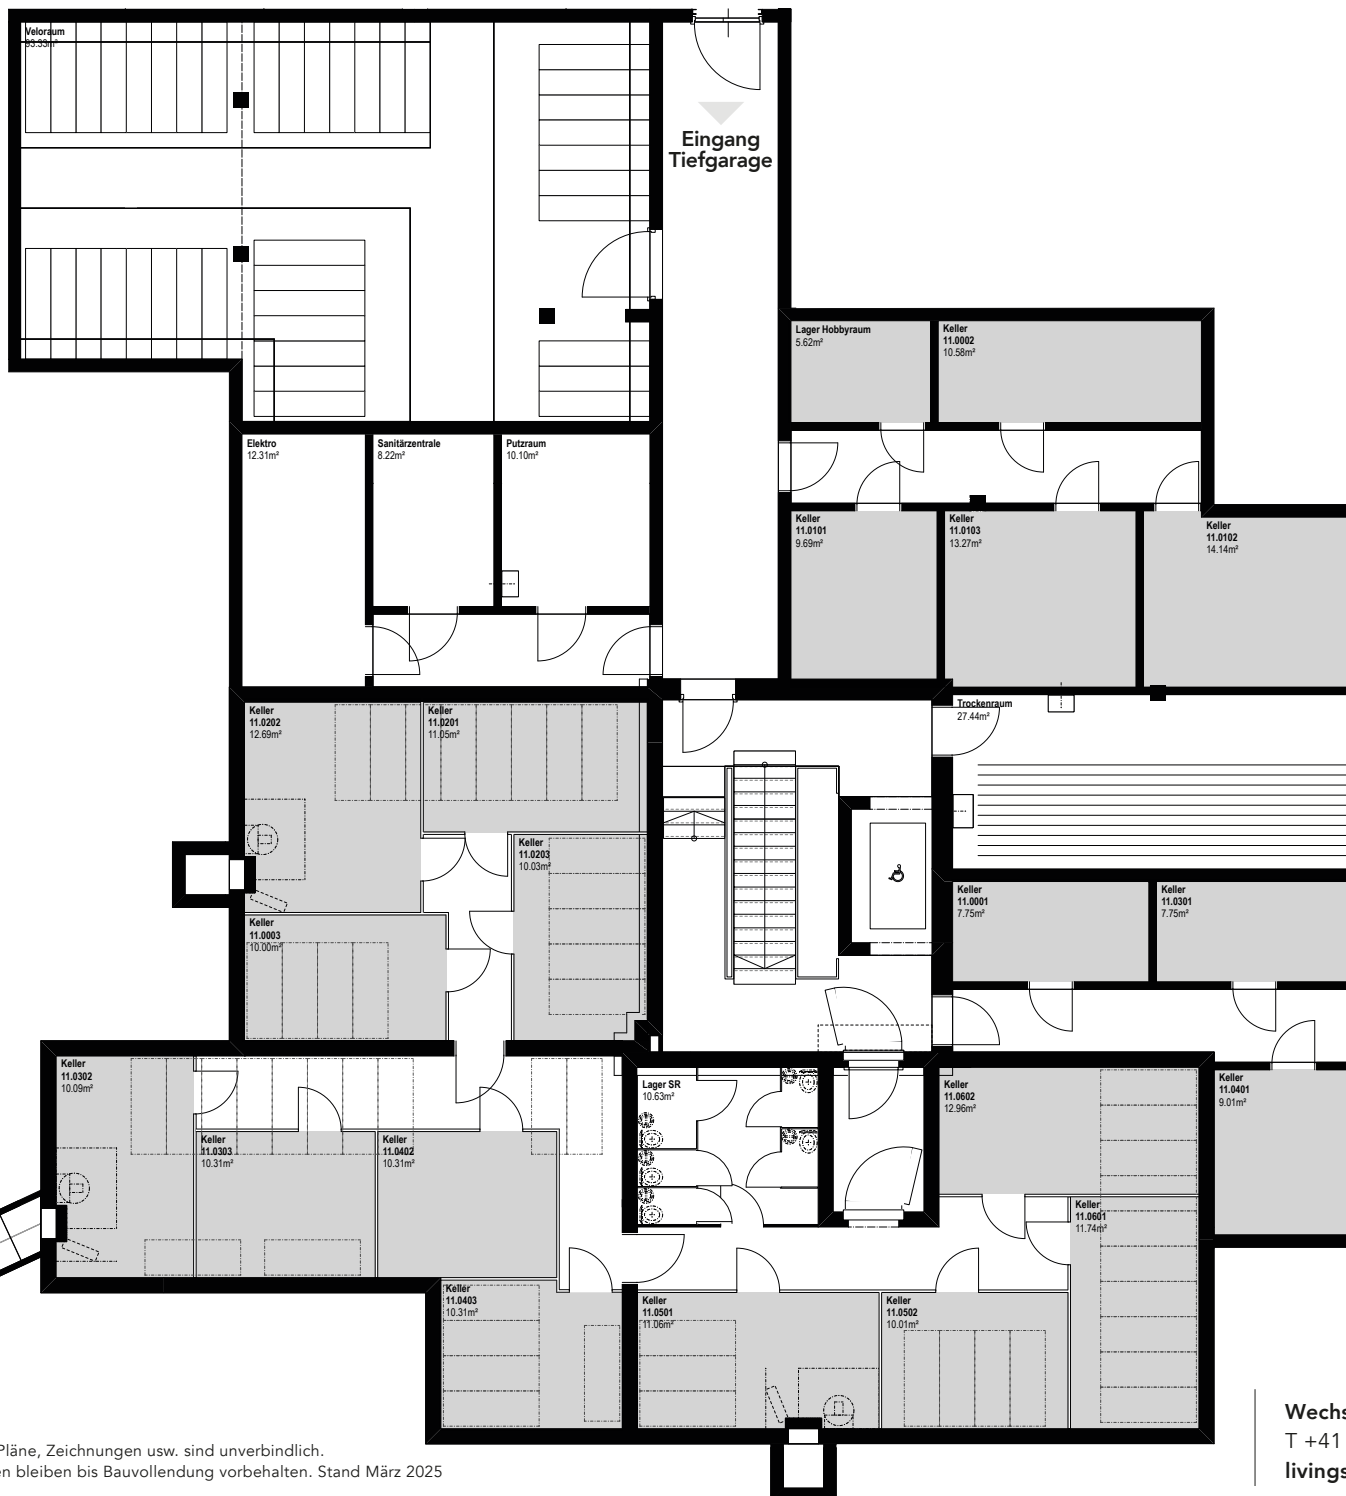 Veloraum
93.33m²
Eingang
Tiefgarage
Lager Hobbyraum
5.62m²
Keller
11.0002
10.58m²
Elektro
12.31m²
Sanitärzentrale
8.22m²
Putzraum
10.10m²
Keller
11.0101
9.69m²
Keller
11.0103
13.27m²
Keller
11.0102
14.14m²
Keller
11.0202
12.69m²
Keller
11.0201
11.05m²
Trockenraum
27.44m²
Keller
11.0203
10.03m²
Keller
11.0001
7.75m²
Keller
11.0301
7.75m²
Keller
11.0003
10.00m²
Keller
11.0302
10.09m²
Keller
11.0303
10.31m²
Keller
11.0402
10.31m²
Lager SR
10.63m²
Keller
11.0602
12.96m²
Keller
11.0401
9.01m²
Keller
11.0601
11.74m²
Keller
11.0403
10.31m²
Keller
11.0501
11.06m²
Keller
11.0502
10.01m²
Pläne, Zeichnungen usw. sind unverbindlich.
en bleiben bis Bauvollendung vorbehalten. Stand März 2025
Wechs
T +41
livings